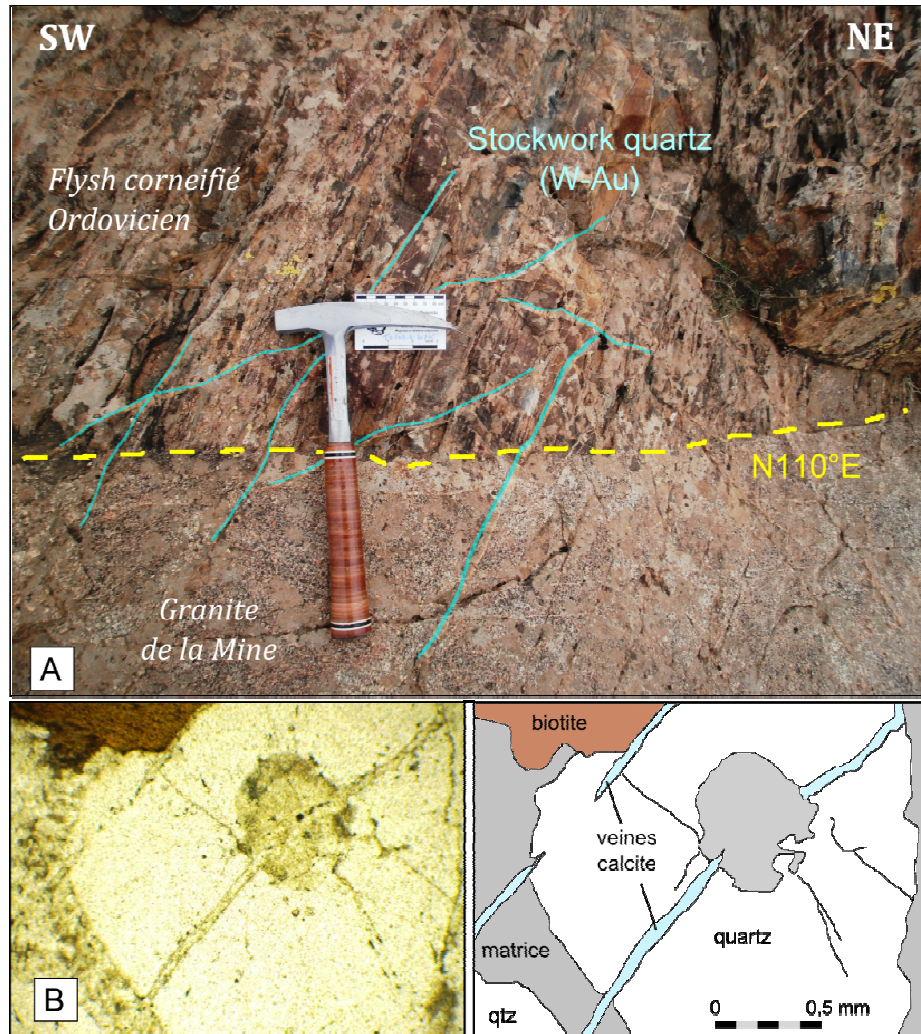 SW
NE
Stockwork quartz
(W-Au)
Flysh corneifié
Ordovicien
N110°E
Granite
de la Mine
A
biotite
veines
calcite
matrice
quartz
qtz
0 0,5 mm
B